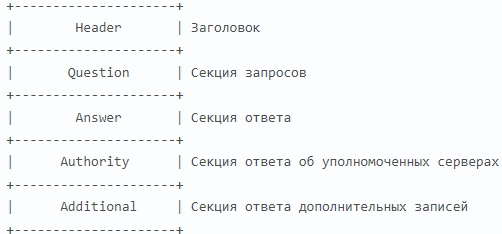 +---------------------+
|        Header       | Заголовок
+---------------------+
|       Question      | Секция запросов
+---------------------+
|        Answer       | Секция ответа
+---------------------+
|      Authority      | Секция ответа об уполномоченных серверах
+---------------------+
|      Additional     | Секция ответа дополнительных записей
+---------------------+